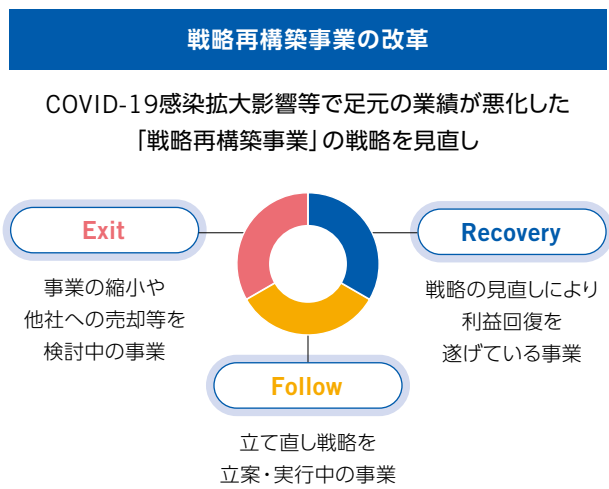 戦略再構築事業の改革
COVID-19感染拡大影響等で足元の業績が悪化した
「戦略再構築事業」の戦略を見直し
Exit
事業の縮小や
他社への売却等を
検討中の事業
Recovery
戦略の見直しにより
利益回復を
遂げている事業
Follow
立て直し戦略を
立案・実行中の事業